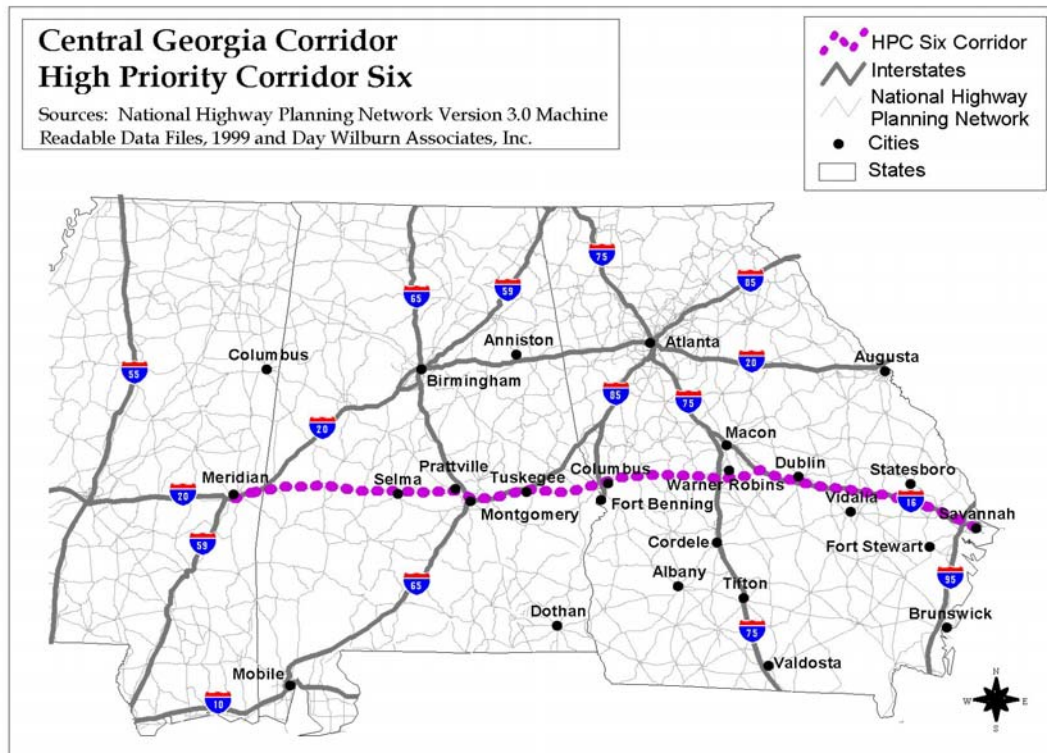 Central Georgia Corridor
High Priority Corridor Six
Sources: National Highway Planning Network Version 3.0 Machine
Readable Data Files, 1999 and Day Wilburn Associates, Inc.
HPC Six Corridor
Interstates
National Highway
Planning Network
Cities
States
75
85
65
59
Anniston
Atlanta
Columbus
20
Augusta
55
Birmingham
85
75
20
Macon
Meridian
Selma
Prattville
Tuskegee
Columbus
Dublin
Statesboro
20
Warner Robins
Vidalia
16
Montgomery
Fort Benning
Savannah
59
Cordele
Fort Stewart
65
Albany
Tifton
95
Dothan
Brunswick
75
Valdosta
Mobile
10
N
W
E
S